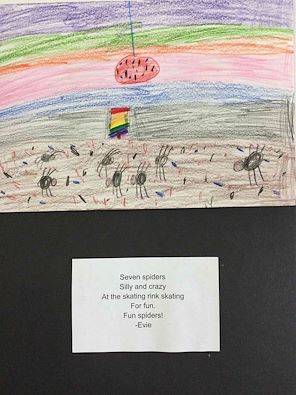 Seven spiders
Silly and crazy
At the skating rink skating
For fun.
Fun spiders!
-Evie